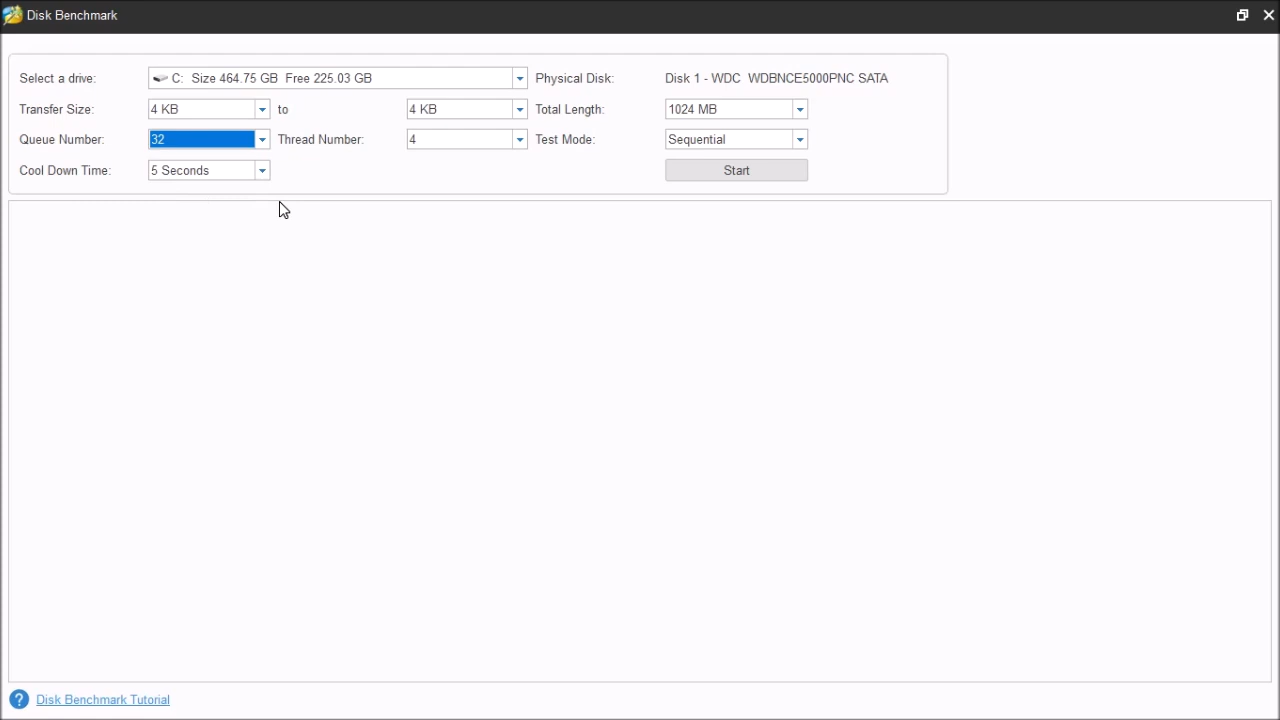 Disk Benchmark
Select a drive: C: Size 464.75 GB Free 225.03 GB Physical Disk: Disk 1 - WDC WDBNCE5000PNC SATA
Transfer Size: 4 KB to 4 KB Total Length: 1024 MB
Queue Number: 32 Thread Number: 4 Test Mode: Sequential
Cool Down Time: 5 Seconds Start
? Disk Benchmark Tutorial